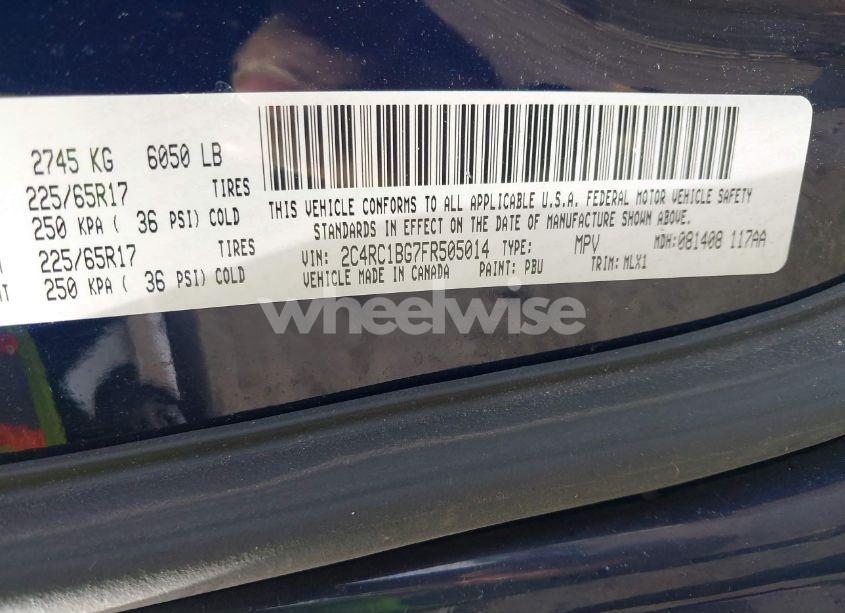 2745 KG 6050 LB
225/65R17 TIRES
250 KPA ( 36 PSI) COLD
225/65R17 TIRES
250 KPA ( 36 PSI) COLD
THIS VEHICLE CONFORMS TO ALL APPLICABLE U.S.A. FEDERAL MOTOR VEHICLE SAFETY
STANDARDS IN EFFECT ON THE DATE OF MANUFACTURE SHOWN ABOVE.
VIN: 2C4RC1BG7FR505014 TYPE: MPV MDH:081408 117AA
VEHICLE MADE IN CANADA PAINT: PBU TRIM: MLX1
wheelwise